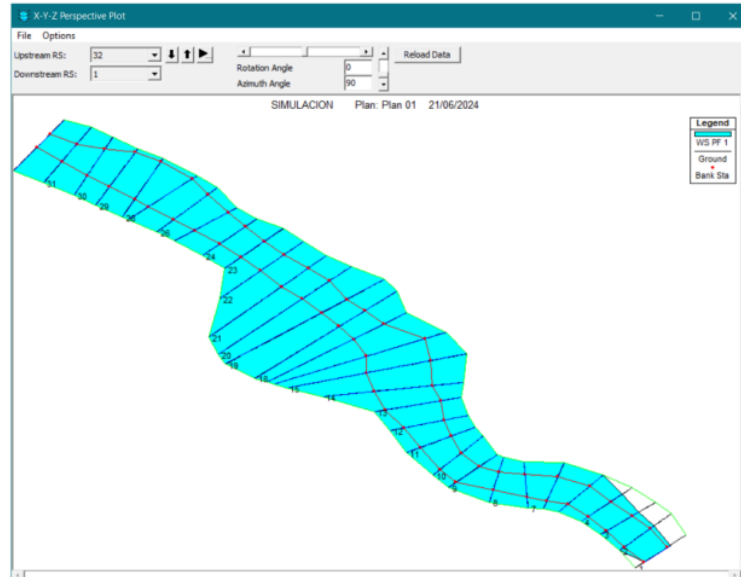 X-Y-Z Perspective Plot
File Options
Upstream RS: 32
Downstream RS: 1
Rotation Angle 0
Azimuth Angle 90
Reload Data
SIMULACION Plan: Plan 01 21/06/2024
Legend
WS PF 1
Ground
Bank Sta
31
30
29
28
26
24
23
22
21
20
19
18
15
14
13
12
11
10
9
8
7
4
3
2
1